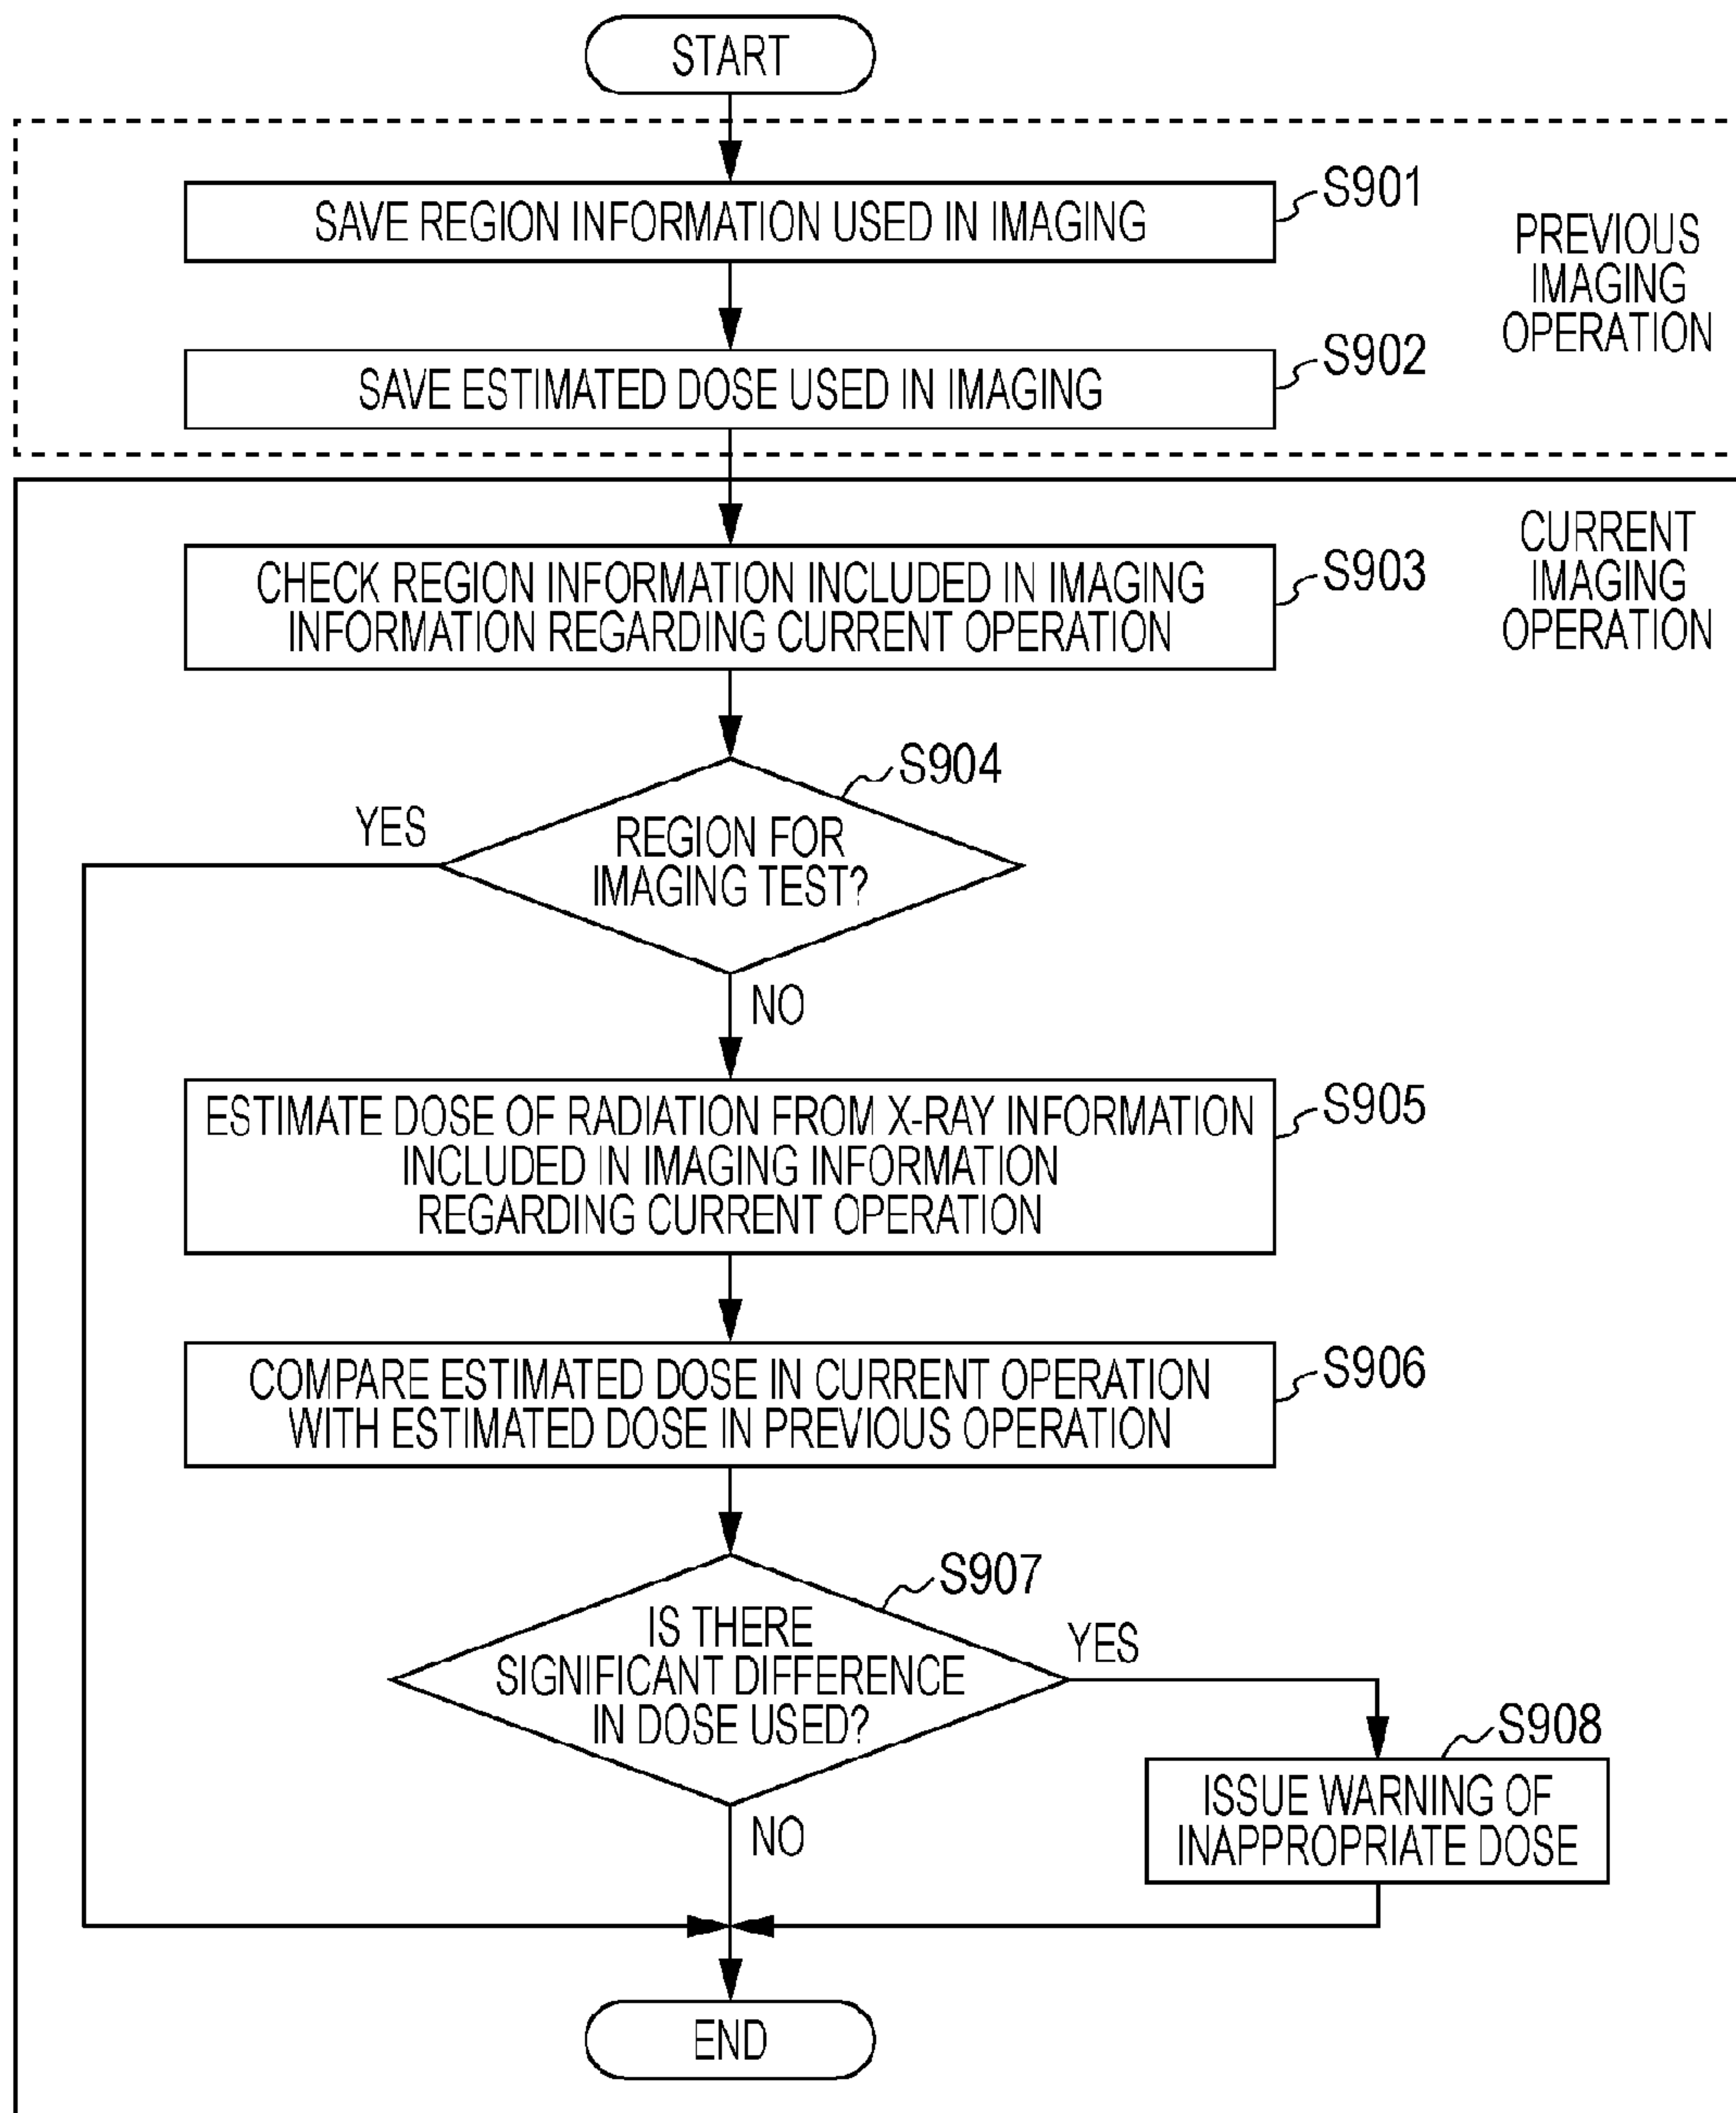 START
SAVE REGION INFORMATION USED IN IMAGING
S901
PREVIOUS
IMAGING
OPERATION
SAVE ESTIMATED DOSE USED IN IMAGING
S902
CURRENT
IMAGING
OPERATION
CHECK REGION INFORMATION INCLUDED IN IMAGING
INFORMATION REGARDING CURRENT OPERATION
S903
S904
YES
REGION FOR
IMAGING TEST?
NO
ESTIMATE DOSE OF RADIATION FROM X-RAY INFORMATION
INCLUDED IN IMAGING INFORMATION
REGARDING CURRENT OPERATION
S905
COMPARE ESTIMATED DOSE IN CURRENT OPERATION
WITH ESTIMATED DOSE IN PREVIOUS OPERATION
S906
S907
IS THERE
SIGNIFICANT DIFFERENCE
IN DOSE USED?
YES
S908
ISSUE WARNING OF
INAPPROPRIATE DOSE
NO
END